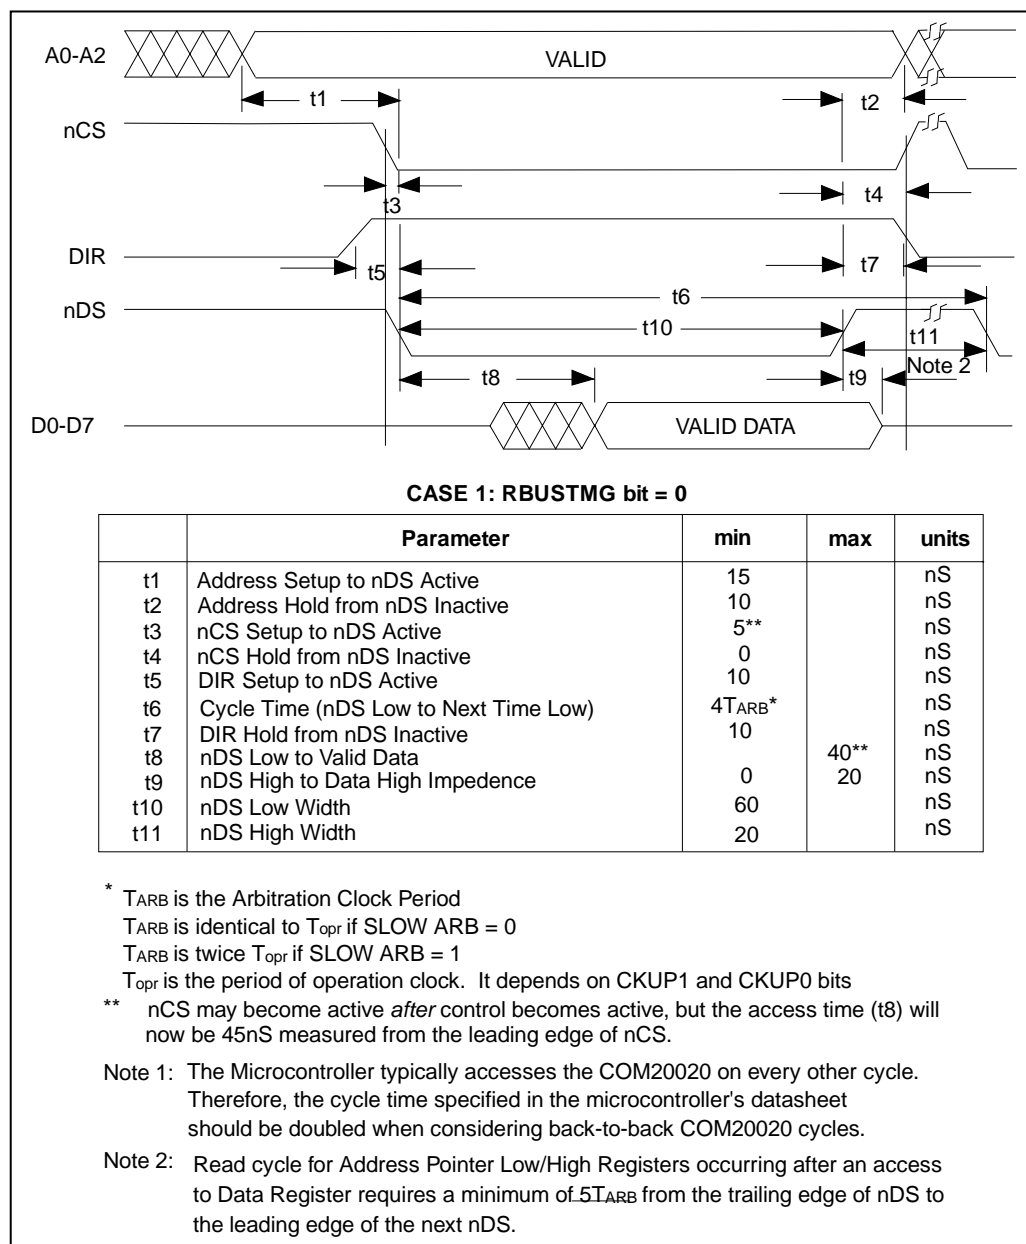 A0-A2
VALID
t1
t2
nCS
t3
t4
DIR
t5
t7
nDS
t6
t10
t11
Note 2
t8
t9
D0-D7
VALID DATA
CASE 1: RBUSTMG bit = 0
Parameter min max units
t1 Address Setup to nDS Active 15 nS
t2 Address Hold from nDS Inactive 10 nS
t3 nCS Setup to nDS Active 5** nS
t4 nCS Hold from nDS Inactive 0 nS
t5 DIR Setup to nDS Active 10 nS
t6 Cycle Time (nDS Low to Next Time Low) 4TARB* nS
t7 DIR Hold from nDS Inactive 10 nS
t8 nDS Low to Valid Data 40** nS
t9 nDS High to Data High Impedence 0 20 nS
t10 nDS Low Width 60 nS
t11 nDS High Width 20 nS
* TARB is the Arbitration Clock Period
TARB is identical to Topr if SLOW ARB = 0
TARB is twice Topr if SLOW ARB = 1
Topr is the period of operation clock. It depends on CKUP1 and CKUP0 bits
** nCS may become active after control becomes active, but the access time (t8) will
now be 45nS measured from the leading edge of nCS.
Note 1: The Microcontroller typically accesses the COM20020 on every other cycle.
Therefore, the cycle time specified in the microcontroller's datasheet
should be doubled when considering back-to-back COM20020 cycles.
Note 2: Read cycle for Address Pointer Low/High Registers occurring after an access
to Data Register requires a minimum of 5TARB from the trailing edge of nDS to
the leading edge of the next nDS.